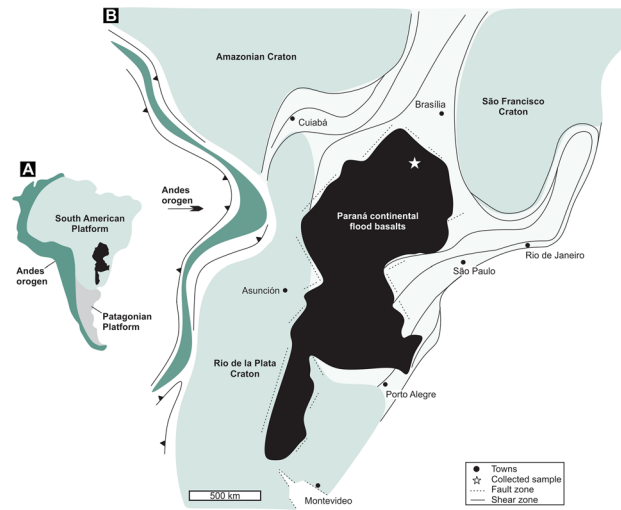 B
Amazonian Craton
Brasília
São Francisco
Craton
Cuiabá
A
Andes
orogen
South American
Platform
Paraná continental
flood basalts
Andes
orogen
Rio de Janeiro
São Paulo
Asunción
Patagonian
Platform
Rio de la Plata
Craton
Porto Alegre
500 km
Montevideo
Towns
Collected sample
Fault zone
Shear zone